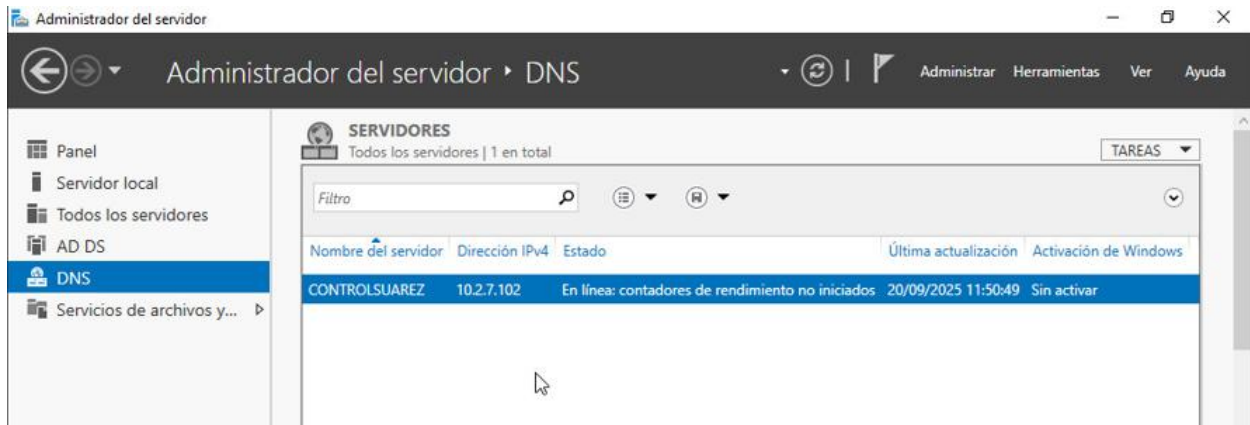 Administrador del servidor
Administrador del servidor ‣ DNS
Administrar Herramientas Ver Ayuda
Panel
Servidor local
Todos los servidores
AD DS
DNS
Servicios de archivos y...
SERVIDORES
Todos los servidores | 1 en total
TAREAS
Filtro
Nombre del servidor Dirección IPv4 Estado Última actualización Activación de Windows
CONTROLSUAREZ 10.2.7.102 En línea: contadores de rendimiento no iniciados 20/09/2025 11:50:49 Sin activar